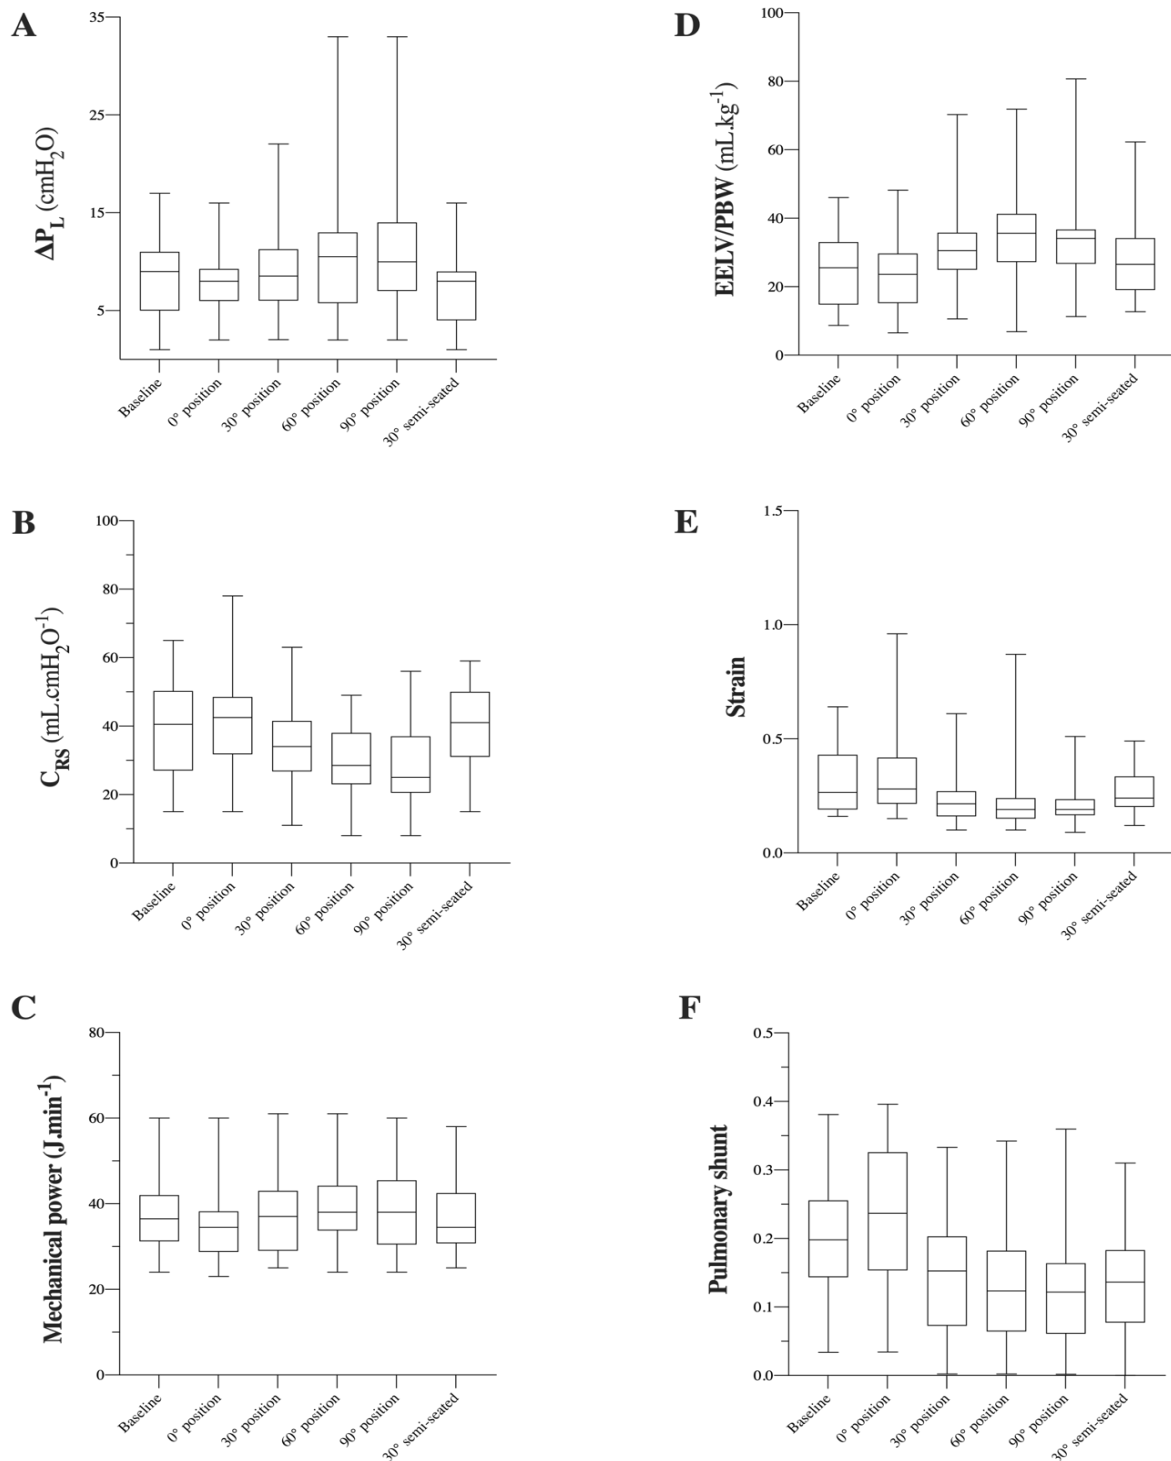 A
ΔP_L (cmH2O)
35
25
15
5
Baseline
0° position
30° position
60° position
90° position
30° semi-seated
D
EELV/PBW (mL.kg-1)
100
80
60
40
20
0
Baseline
0° position
30° position
60° position
90° position
30° semi-seated
B
C_RS (mL.cmH2O-1)
100
80
60
40
20
0
Baseline
0° position
30° position
60° position
90° position
30° semi-seated
E
Strain
1.5
1.0
0.5
0.0
Baseline
0° position
30° position
60° position
90° position
30° semi-seated
C
Mechanical power (J.min-1)
80
60
40
20
0
Baseline
0° position
30° position
60° position
90° position
30° semi-seated
F
Pulmonary shunt
0.5
0.4
0.3
0.2
0.1
0.0
Baseline
0° position
30° position
60° position
90° position
30° semi-seated